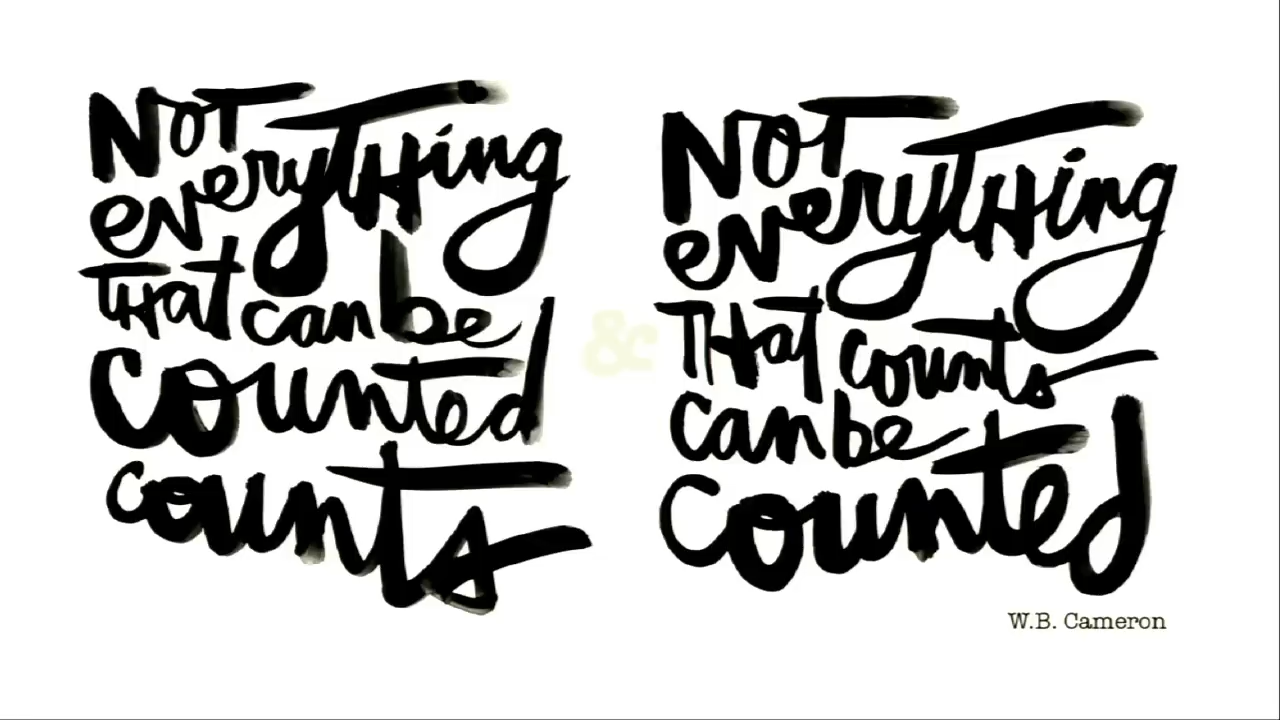 Not
everything
that can be
counted
counts
&
Not
everything
that counts
can be
counted
W.B. Cameron